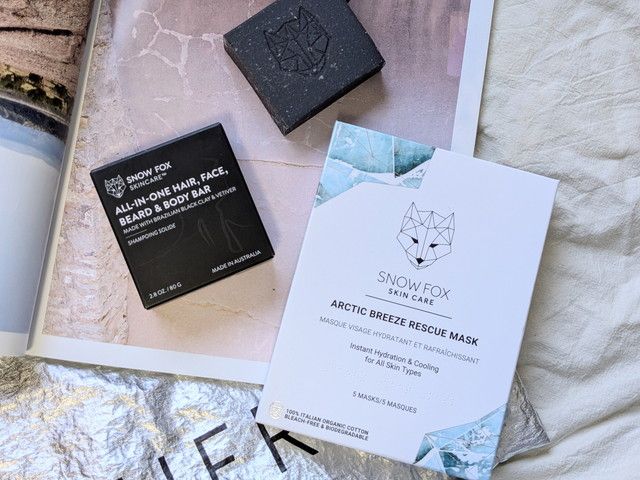 SNOW FOX
SKINCARE™
ALL-IN-ONE HAIR, FACE,
BEARD & BODY BAR
MADE WITH BRAZILIAN BLACK CLAY & VETIVER
SHAMPOING SOLIDE
MADE IN AUSTRALIA
2.8 OZ. / 80 G
SNOW FOX
SKIN CARE
ARCTIC BREEZE RESCUE MASK
MASQUE VISAGE HYDRATANT ET RAFRAÎCHISSANT
Instant Hydration & Cooling
for All Skin Types
5 MASKS/5 MASQUES
100% ITALIAN ORGANIC COTTON
BLEACH-FREE & BIODEGRADABLE